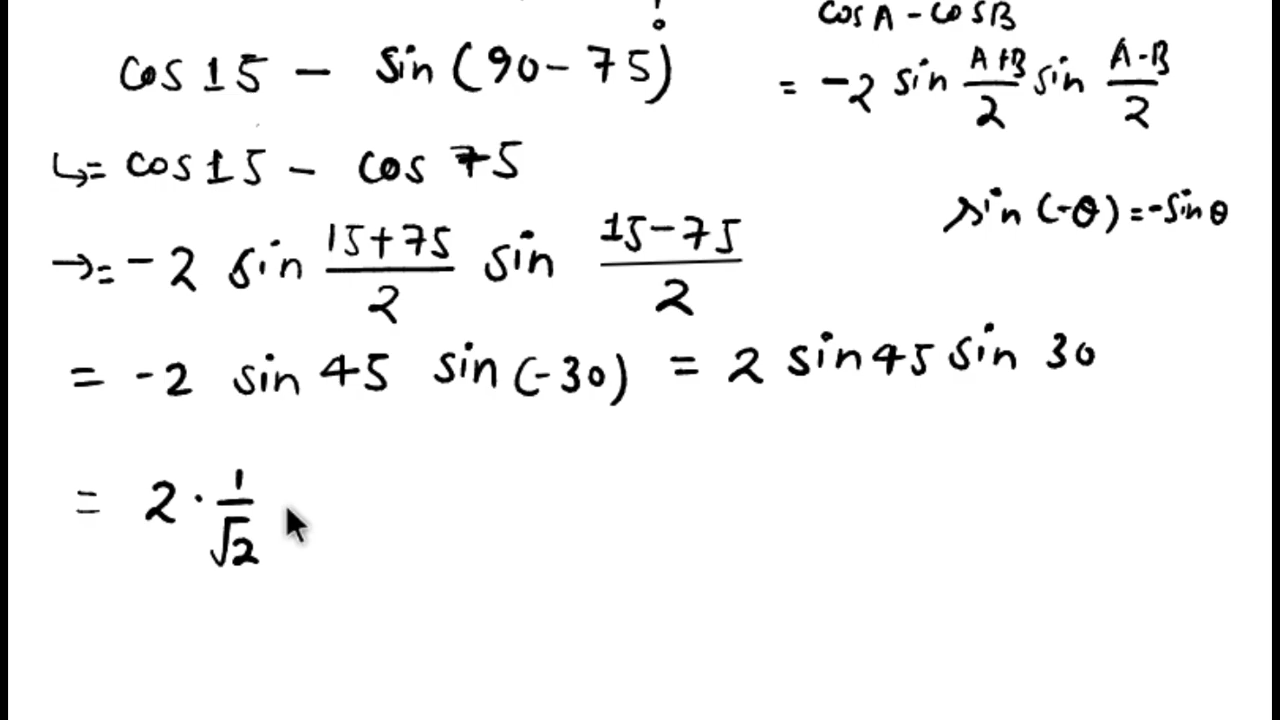 cos A - cos B
cos 15 - sin (90 - 75)
= -2 sin A+B/2 sin A-B/2
↳= cos 15 - cos 75
sin (-θ) = -sin θ
→= -2 sin 15+75/2 sin 15-75/2
= -2 sin 45 sin (-30) = 2 sin 45 sin 30
= 2 · 1/√2